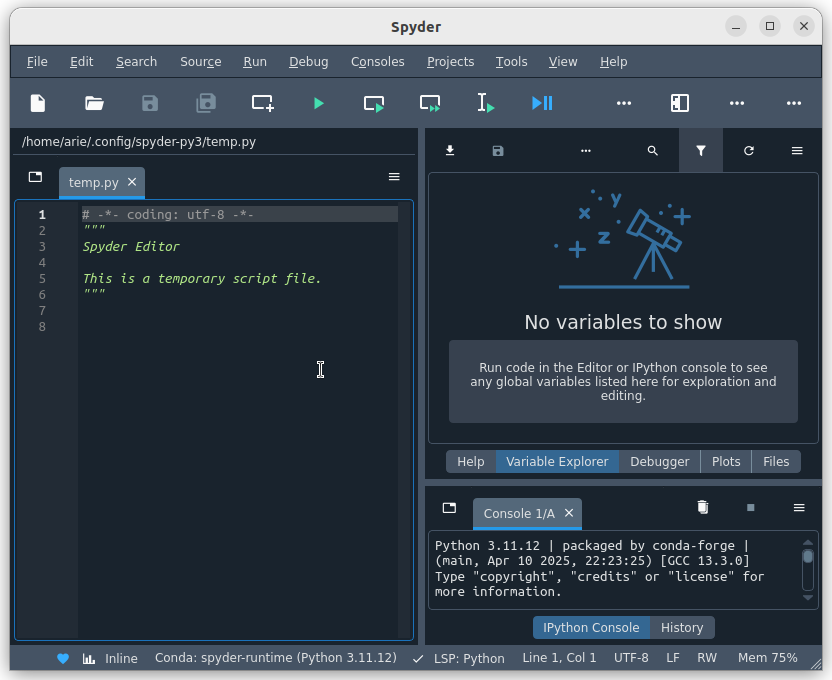 Spyder
File Edit Search Source Run Debug Consoles Projects Tools View Help
/home/arie/.config/spyder-py3/temp.py
temp.py
1 # -*- coding: utf-8 -*-
2 """
3 Spyder Editor
4
5 This is a temporary script file.
6 """
7
8
x y
z
No variables to show
Run code in the Editor or IPython console to see
any global variables listed here for exploration and
editing.
Help Variable Explorer Debugger Plots Files
Console 1/A
Python 3.11.12 | packaged by conda-forge |
(main, Apr 10 2025, 22:23:25) [GCC 13.3.0]
Type "copyright", "credits" or "license" for
more information.
IPython Console History
Inline Conda: spyder-runtime (Python 3.11.12) LSP: Python Line 1, Col 1 UTF-8 LF RW Mem 75%